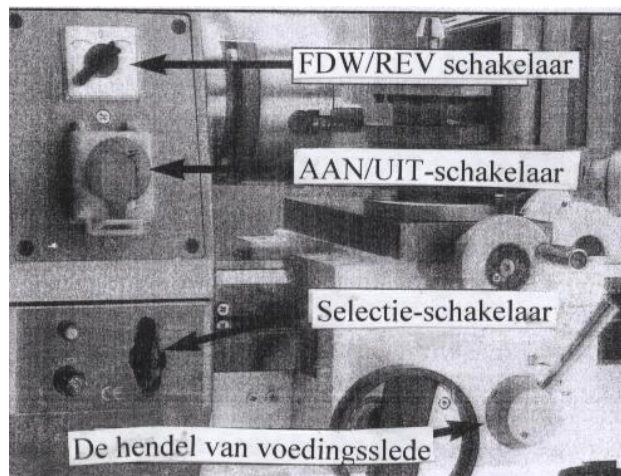 FDW/REV schakelaar
AAN/UIT-schakelaar
Selectie-schakelaar
De hendel van voedingsslede